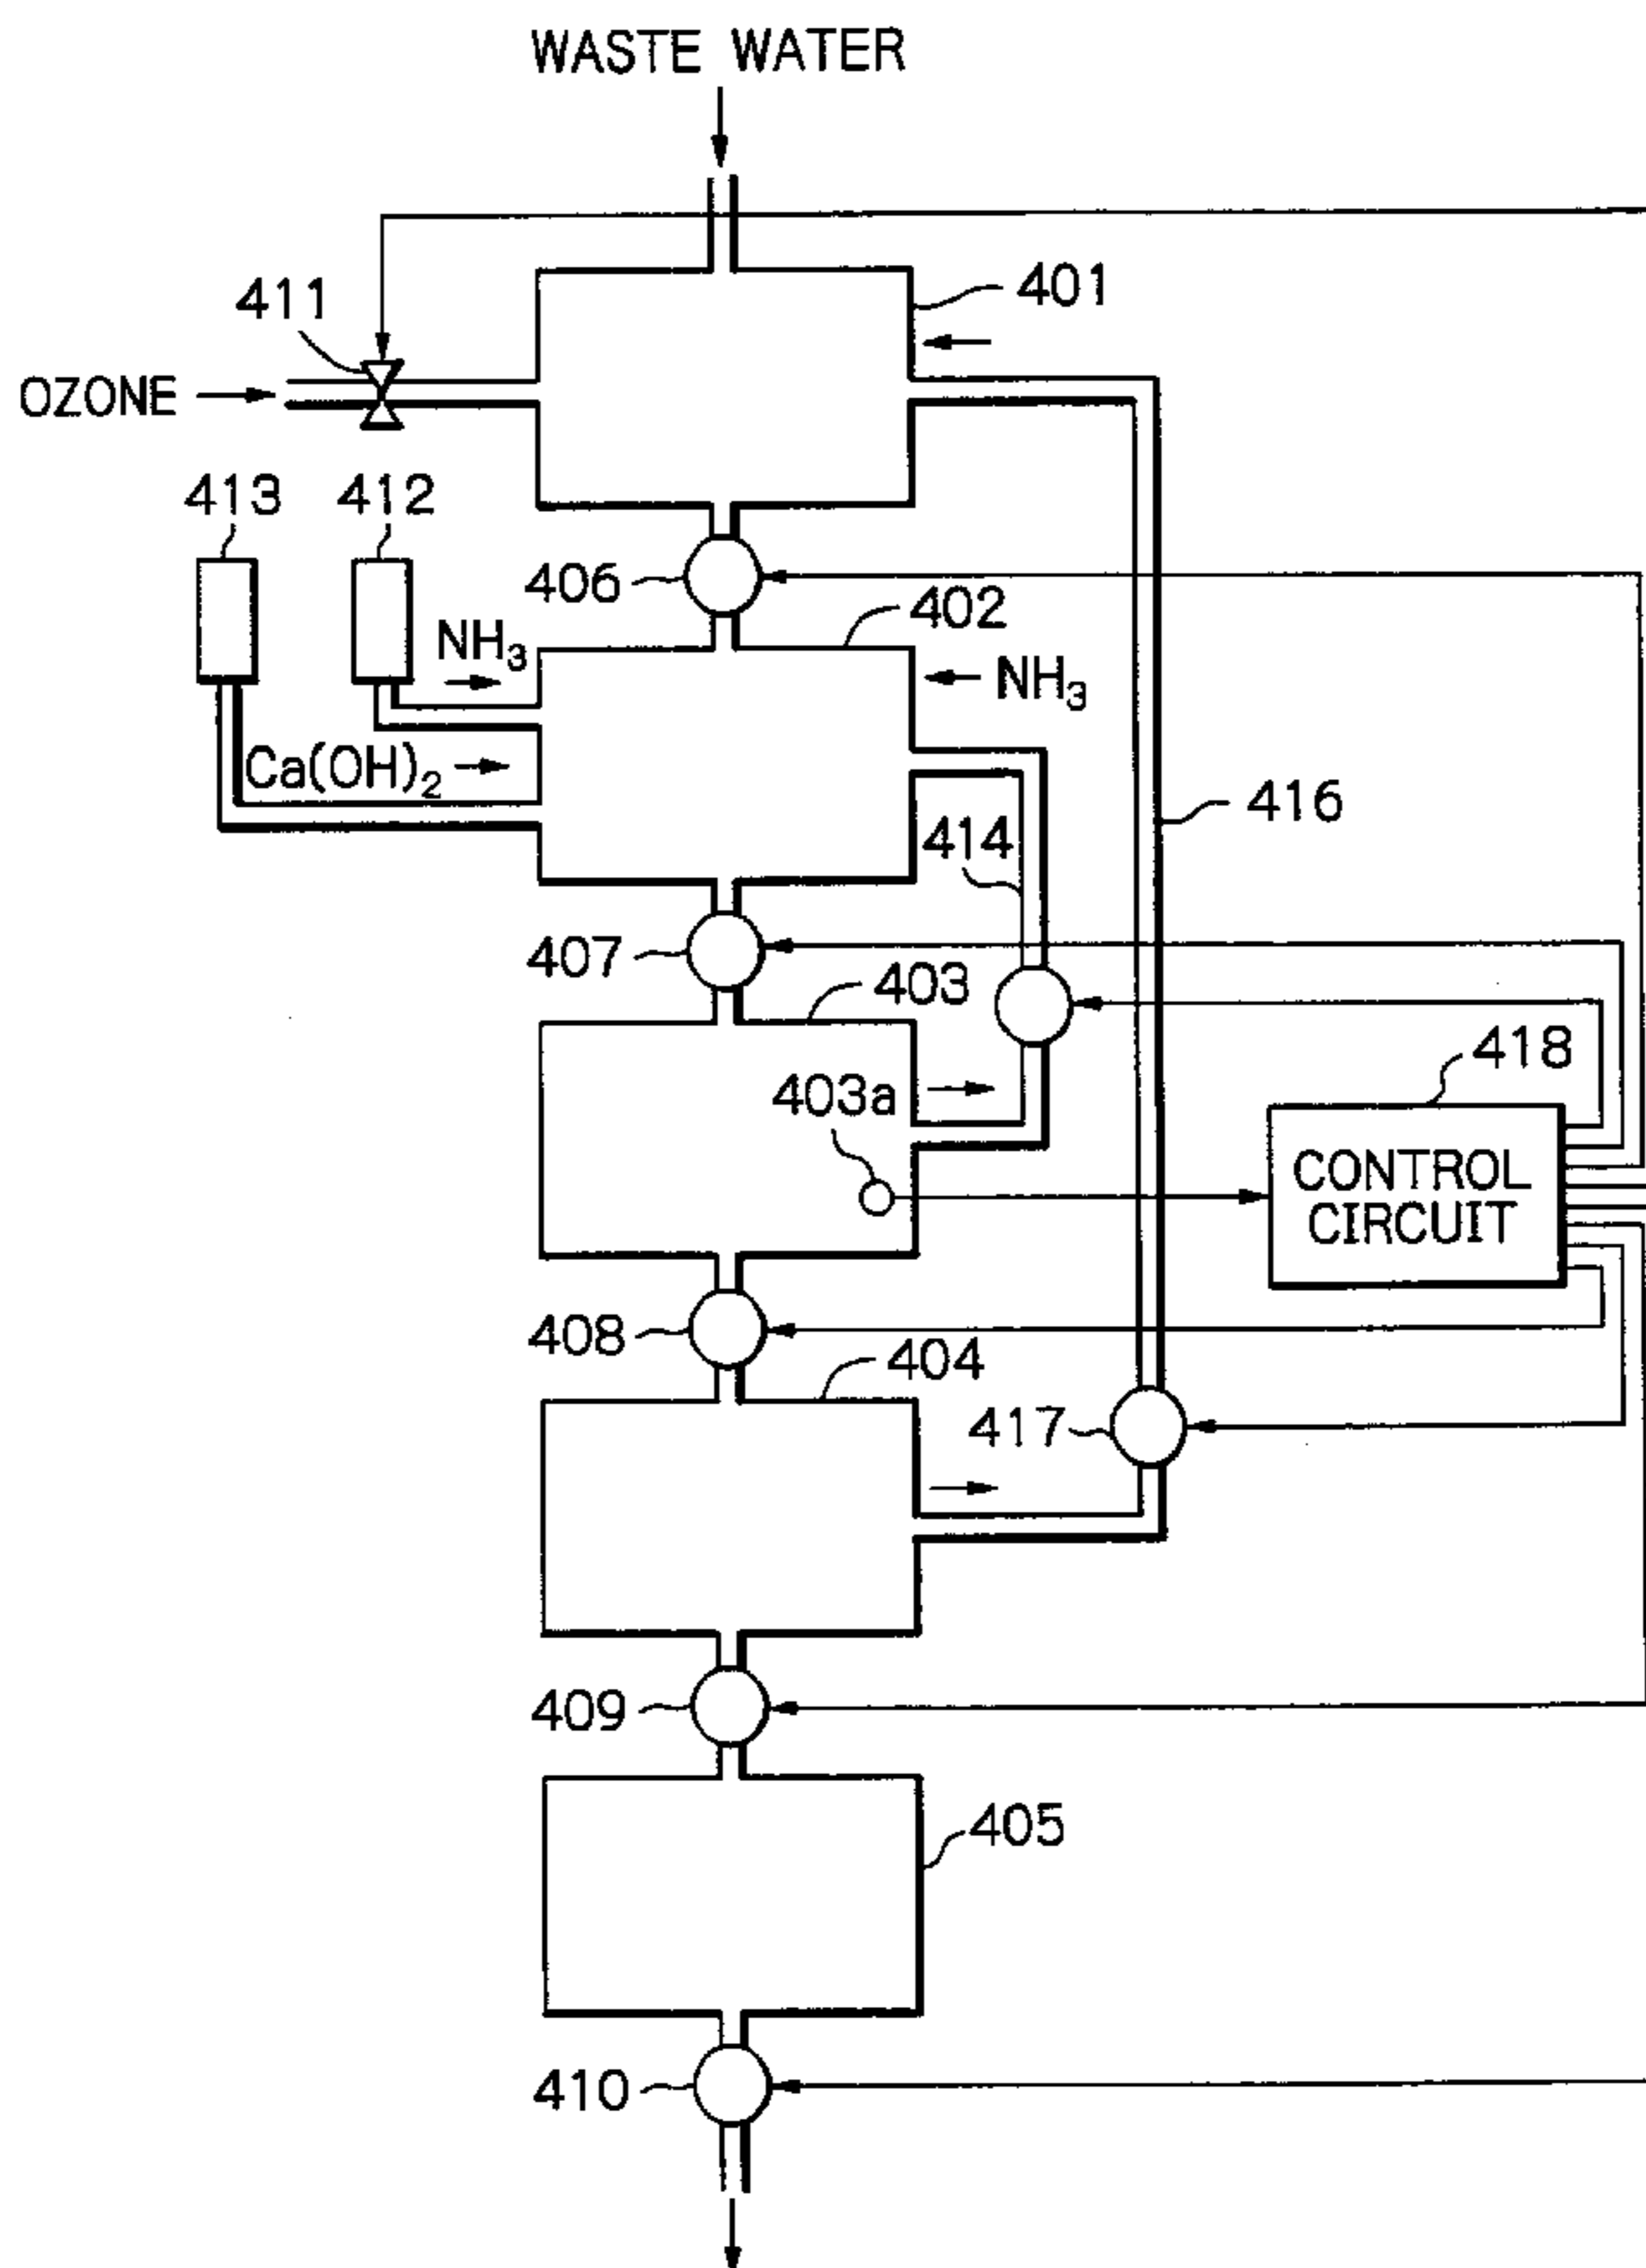 WASTE WATER
401
411
OZONE
413
412
406
402
NH₃
NH₃
Ca(OH)₂
416
414
407
403
418
403a
CONTROL
CIRCUIT
408
404
417
409
405
410